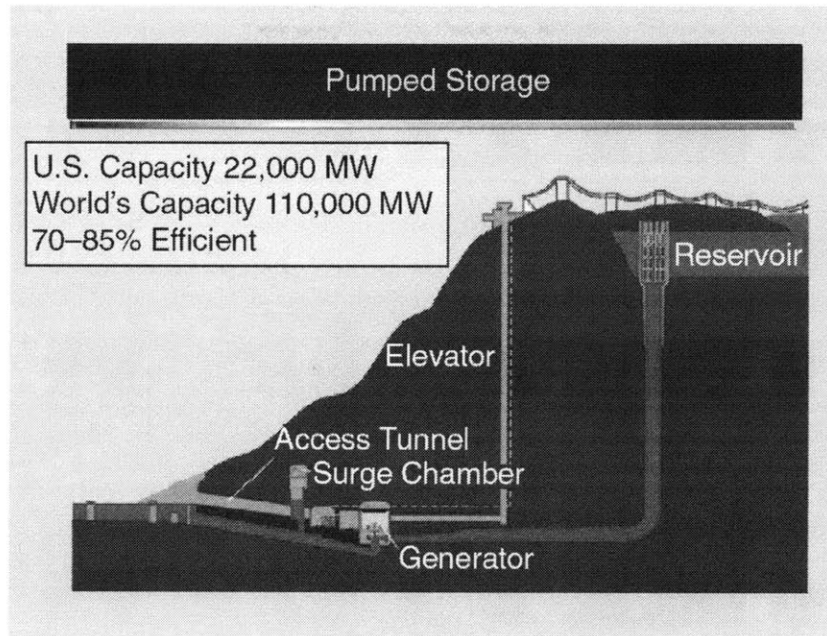 Pumped Storage
U.S. Capacity 22,000 MW
World's Capacity 110,000 MW
70–85% Efficient
Reservoir
Elevator
Access Tunnel
Surge Chamber
Generator